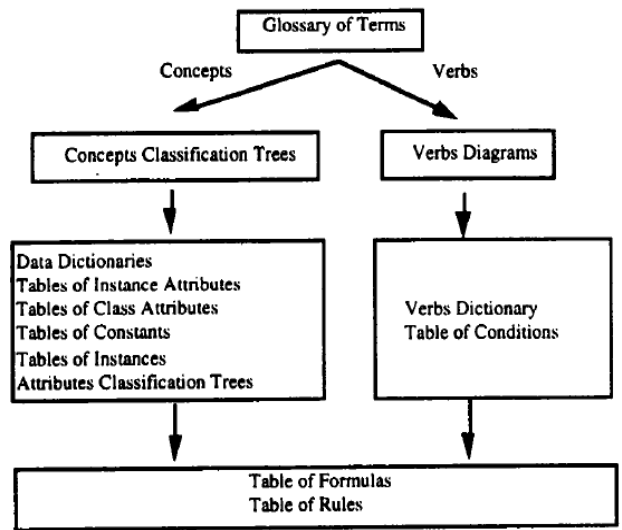 Glossary of Terms
Concepts
Verbs
Concepts Classification Trees
Verbs Diagrams
Data Dictionaries
Tables of Instance Attributes
Tables of Class Attributes
Tables of Constants
Tables of Instances
Attributes Classification Trees
Verbs Dictionary
Table of Conditions
Table of Formulas
Table of Rules